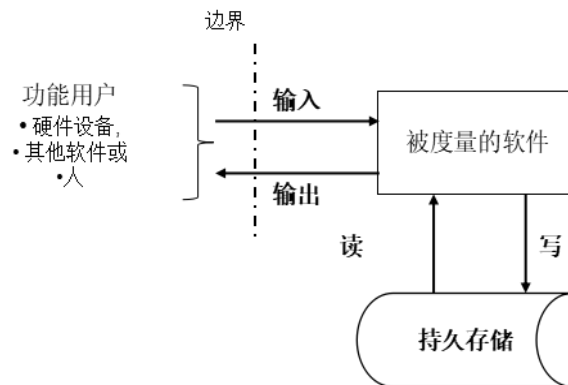 边界
功能用户
• 硬件设备,
• 其他软件或
•人
输入
输出
被度量的软件
读
写
持久存储